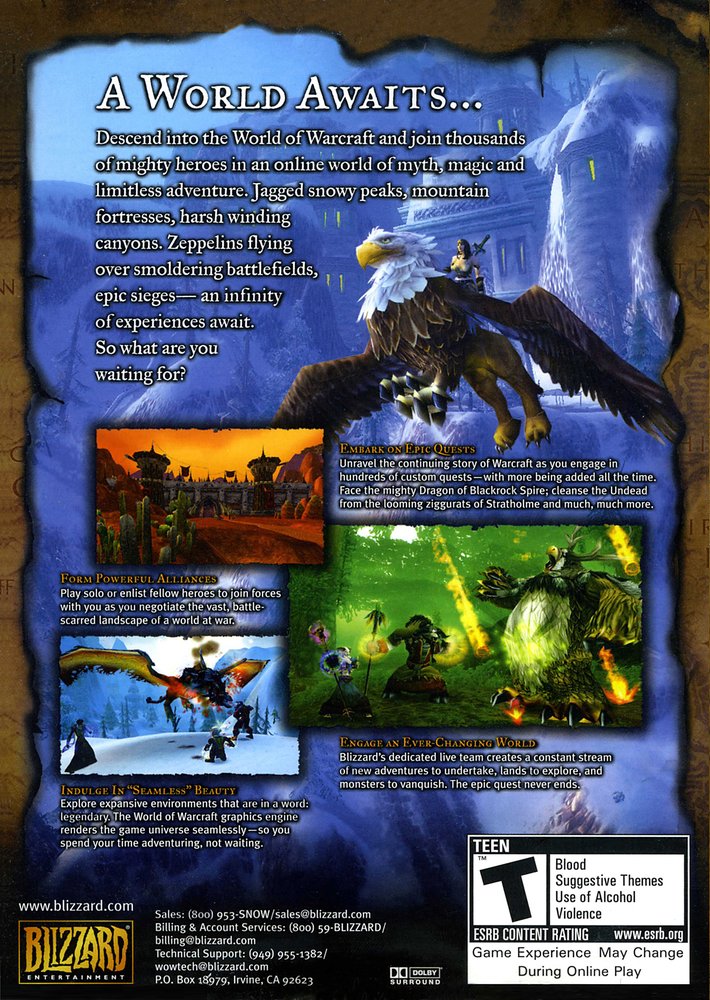 A World Awaits...
Descend into the World of Warcraft and join thousands
of mighty heroes in an online world of myth, magic and
limitless adventure. Jagged snowy peaks, mountain
fortresses, harsh winding
canyons. Zeppelins flying
over smoldering battlefields,
epic sieges— an infinity
of experiences await.
So what are you
waiting for?
Embark on Epic Quests
Unravel the continuing story of Warcraft as you engage in
hundreds of custom quests—with more being added all the time.
Face the mighty Dragon of Blackrock Spire; cleanse the Undead
from the looming ziggurats of Stratholme and much, much more.
Form Powerful Alliances
Play solo or enlist fellow heroes to join forces
with you as you negotiate the vast, battle-
scarred landscape of a world at war.
Engage an Ever-Changing World
Blizzard's dedicated live team creates a constant stream
of new adventures to undertake, lands to explore, and
monsters to vanquish. The epic quest never ends.
Indulge In "Seamless" Beauty
Explore expansive environments that are in a word:
legendary. The World of Warcraft graphics engine
renders the game universe seamlessly—so you
spend your time adventuring, not waiting.
www.blizzard.com
BLIZZARD®
ENTERTAINMENT
Sales: (800) 953-SNOW/sales@blizzard.com
Billing & Account Services: (800) 59-BLIZZARD/
billing@blizzard.com
Technical Support: (949) 955-1382/
wowtech@blizzard.com
P.O. Box 18979, Irvine, CA 92623
DOLBY
SURROUND
TEEN
T
™
Blood
Suggestive Themes
Use of Alcohol
Violence
ESRB CONTENT RATING www.esrb.org
Game Experience May Change
During Online Play